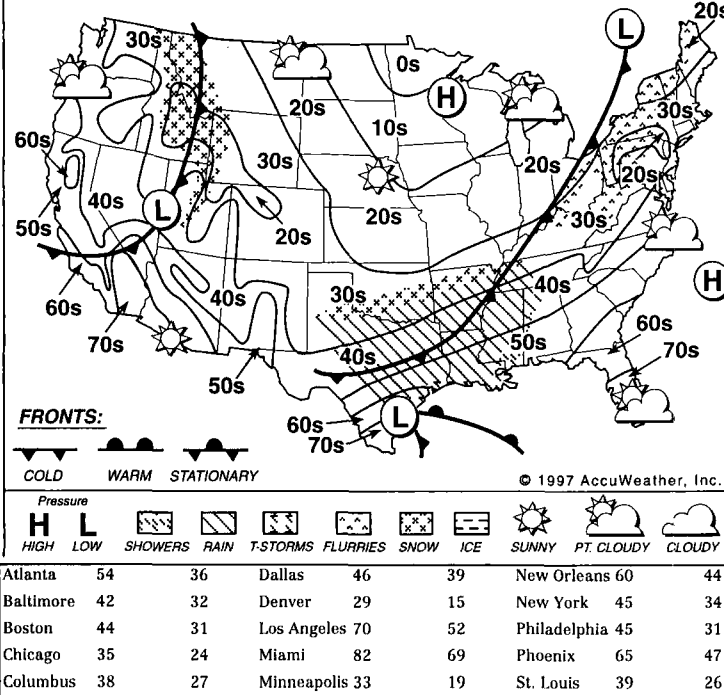 20s
L
30s
0s
H
20s
10s
30s
60s
30s
20s
20s
40s
L
50s
20s
20s
30s
H
60s
40s
30s
40s
70s
60s
40s
50s
70s
50s
60s
L
70s
FRONTS:
COLD WARM STATIONARY
© 1997 AccuWeather, Inc.
Pressure
H L
HIGH LOW SHOWERS RAIN T-STORMS FLURRIES SNOW ICE SUNNY PT. CLOUDY CLOUDY
Atlanta 54 36 Dallas 46 39 New Orleans 60 44
Baltimore 42 32 Denver 29 15 New York 45 34
Boston 44 31 Los Angeles 70 52 Philadelphia 45 31
Chicago 35 24 Miami 82 69 Phoenix 65 47
Columbus 38 27 Minneapolis 33 19 St. Louis 39 26